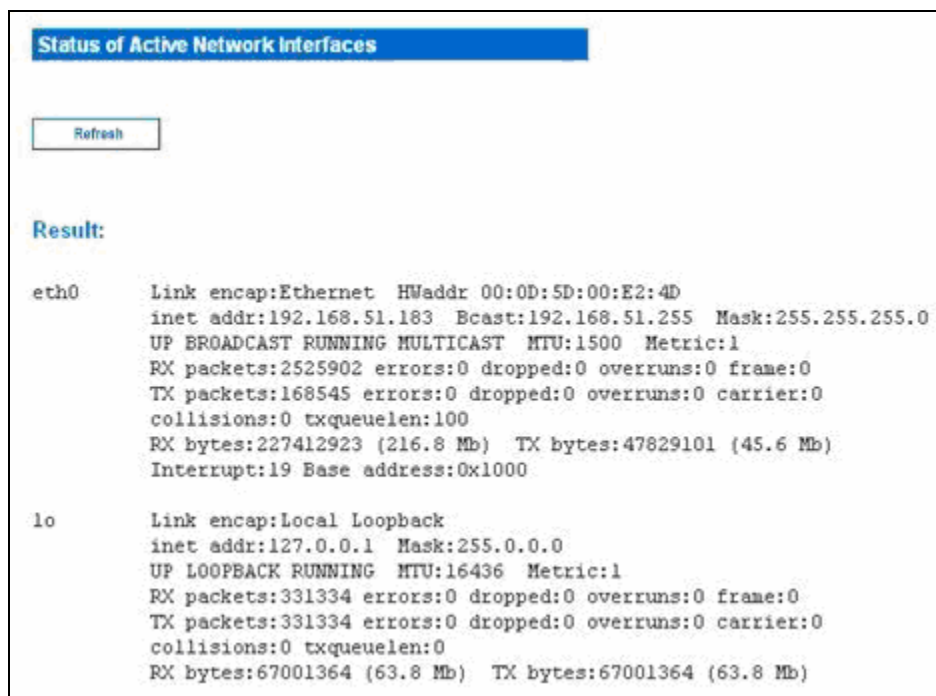 Status of Active Network Interfaces
Refresh
Result:
eth0 Link encap:Ethernet HWaddr 00:0D:5D:00:E2:4D
inet addr:192.168.51.183 Bcast:192.168.51.255 Mask:255.255.255.0
UP BROADCAST RUNNING MULTICAST MTU:1500 Metric:1
RX packets:2525902 errors:0 dropped:0 overruns:0 frame:0
TX packets:168545 errors:0 dropped:0 overruns:0 carrier:0
collisions:0 txqueuelen:100
RX bytes:227412923 (216.8 Mb) TX bytes:47829101 (45.6 Mb)
Interrupt:19 Base address:0x1000
lo Link encap:Local Loopback
inet addr:127.0.0.1 Mask:255.0.0.0
UP LOOPBACK RUNNING MTU:16436 Metric:1
RX packets:331334 errors:0 dropped:0 overruns:0 frame:0
TX packets:331334 errors:0 dropped:0 overruns:0 carrier:0
collisions:0 txqueuelen:0
RX bytes:67001364 (63.8 Mb) TX bytes:67001364 (63.8 Mb)